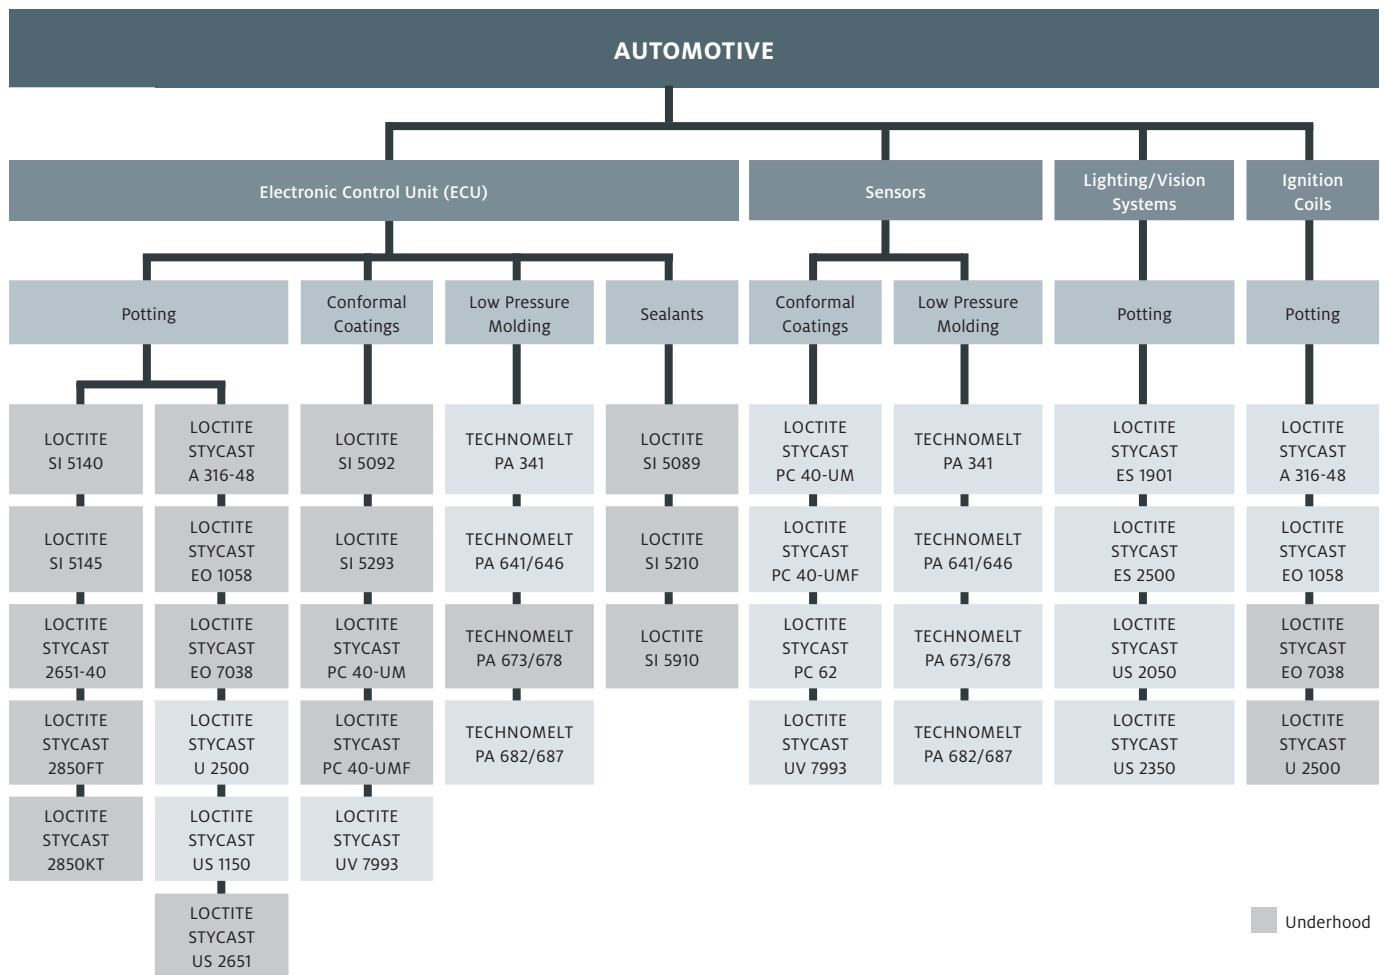 AUTOMOTIVE
Electronic Control Unit (ECU)
Sensors
Lighting/Vision
Systems
Ignition
Coils
Potting
Conformal
Coatings
Low Pressure
Molding
Sealants
Conformal
Coatings
Low Pressure
Molding
Potting
Potting
LOCTITE
SI 5140
LOCTITE
SI 5145
LOCTITE
STYCAST
2651-40
LOCTITE
STYCAST
2850FT
LOCTITE
STYCAST
2850KT
LOCTITE
STYCAST
A 316-48
LOCTITE
STYCAST
EO 1058
LOCTITE
STYCAST
EO 7038
LOCTITE
STYCAST
U 2500
LOCTITE
STYCAST
US 1150
LOCTITE
STYCAST
US 2651
LOCTITE
SI 5092
LOCTITE
SI 5293
LOCTITE
STYCAST
PC 40-UM
LOCTITE
STYCAST
PC 40-UMF
LOCTITE
STYCAST
UV 7993
TECHNOMELT
PA 341
TECHNOMELT
PA 641/646
TECHNOMELT
PA 673/678
TECHNOMELT
PA 682/687
LOCTITE
SI 5089
LOCTITE
SI 5210
LOCTITE
SI 5910
LOCTITE
STYCAST
PC 40-UM
LOCTITE
STYCAST
PC 40-UMF
LOCTITE
STYCAST
PC 62
LOCTITE
STYCAST
UV 7993
TECHNOMELT
PA 341
TECHNOMELT
PA 641/646
TECHNOMELT
PA 673/678
TECHNOMELT
PA 682/687
LOCTITE
STYCAST
ES 1901
LOCTITE
STYCAST
ES 2500
LOCTITE
STYCAST
US 2050
LOCTITE
STYCAST
US 2350
LOCTITE
STYCAST
A 316-48
LOCTITE
STYCAST
EO 1058
LOCTITE
STYCAST
EO 7038
LOCTITE
STYCAST
U 2500
Underhood